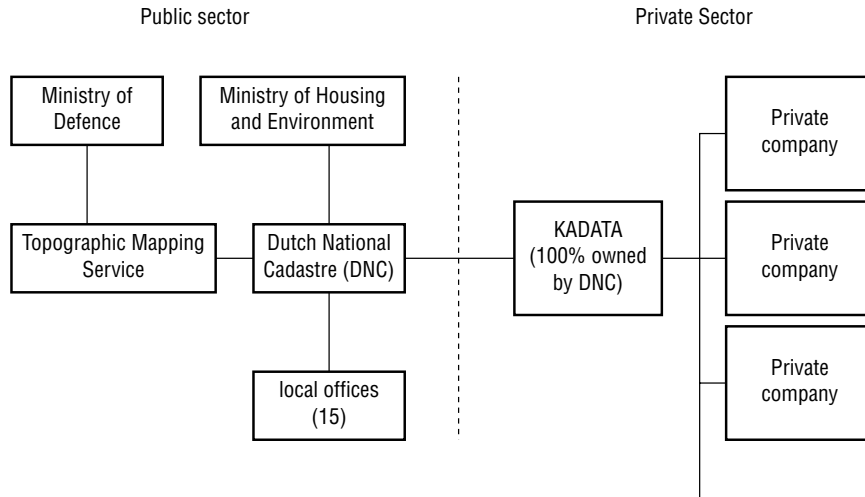 Public sector
Private Sector
Ministry of
Defence
Ministry of Housing
and Environment
Private
company
Topographic Mapping
Service
Dutch National
Cadastre (DNC)
KADATA
(100% owned
by DNC)
Private
company
local offices
(15)
Private
company